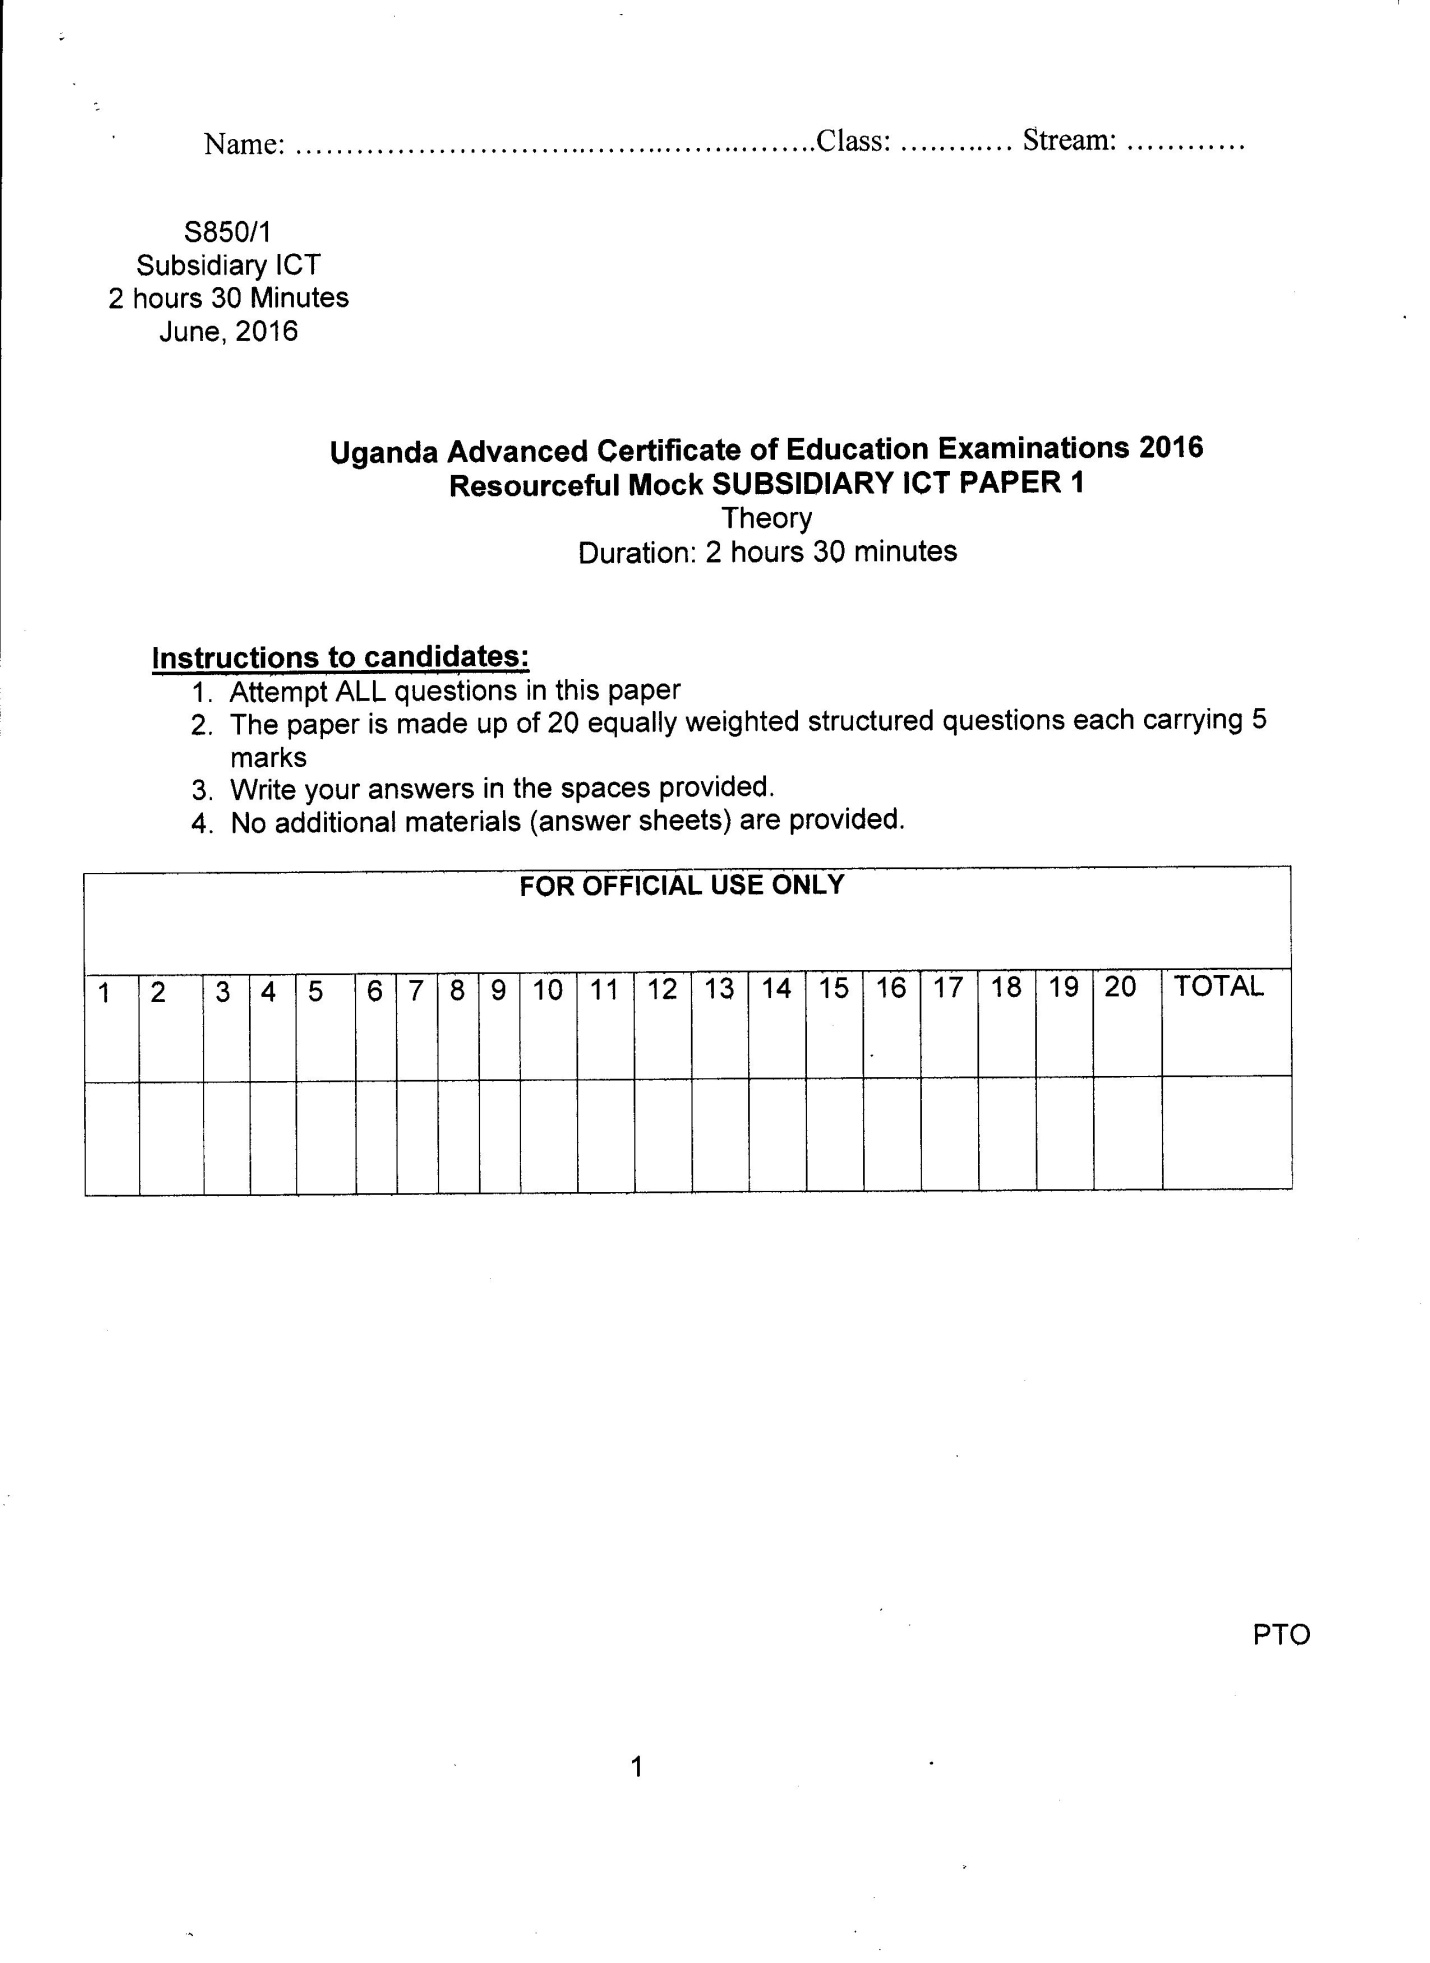 Name: .....................................................Class: ........... Stream: ............
S850/1
Subsidiary ICT
2 hours 30 Minutes
June, 2016
Uganda Advanced Certificate of Education Examinations 2016
Resourceful Mock SUBSIDIARY ICT PAPER 1
Theory
Duration: 2 hours 30 minutes
Instructions to candidates:
1. Attempt ALL questions in this paper
2. The paper is made up of 20 equally weighted structured questions each carrying 5
marks
3. Write your answers in the spaces provided.
4. No additional materials (answer sheets) are provided.
FOR OFFICIAL USE ONLY
1 2 3 4 5 6 7 8 9 10 11 12 13 14 15 16 17 18 19 20 TOTAL
PTO
1